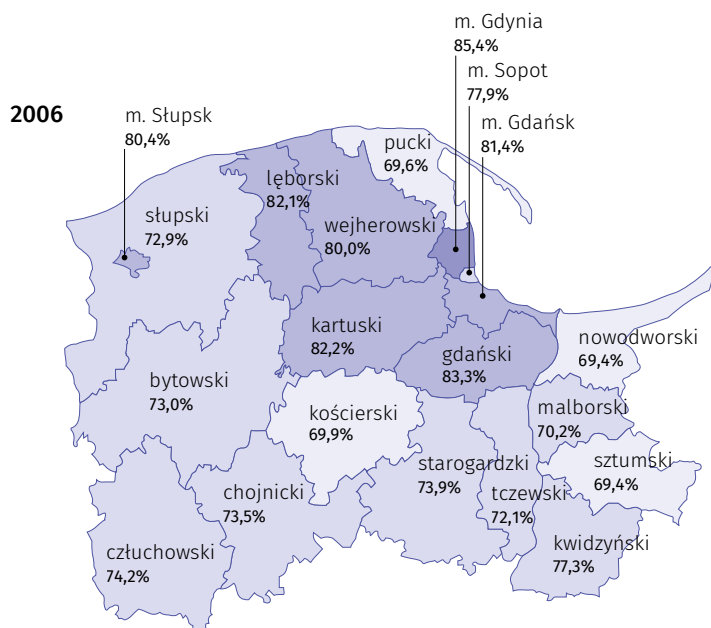 m. Gdynia
85,4%
m. Sopot
77,9%
2006
m. Słupsk
80,4%
m. Gdańsk
81,4%
pucki
69,6%
lęborski
82,1%
słupski
72,9%
wejherowski
80,0%
kartuski
82,2%
gdański
83,3%
nowodworski
69,4%
bytowski
73,0%
kościerski
69,9%
malborski
70,2%
starogardzki
73,9%
sztumski
69,4%
chojnicki
73,5%
tczewski
72,1%
człuchowski
74,2%
kwidzyński
77,3%